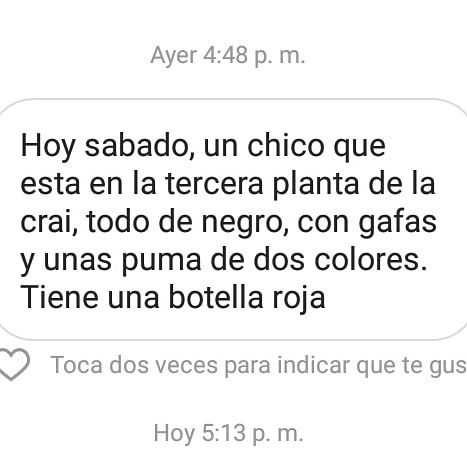 Ayer 4:48 p. m.
Hoy sabado, un chico que
esta en la tercera planta de la
crai, todo de negro, con gafas
y unas puma de dos colores.
Tiene una botella roja
Toca dos veces para indicar que te gus
Hoy 5:13 p. m.